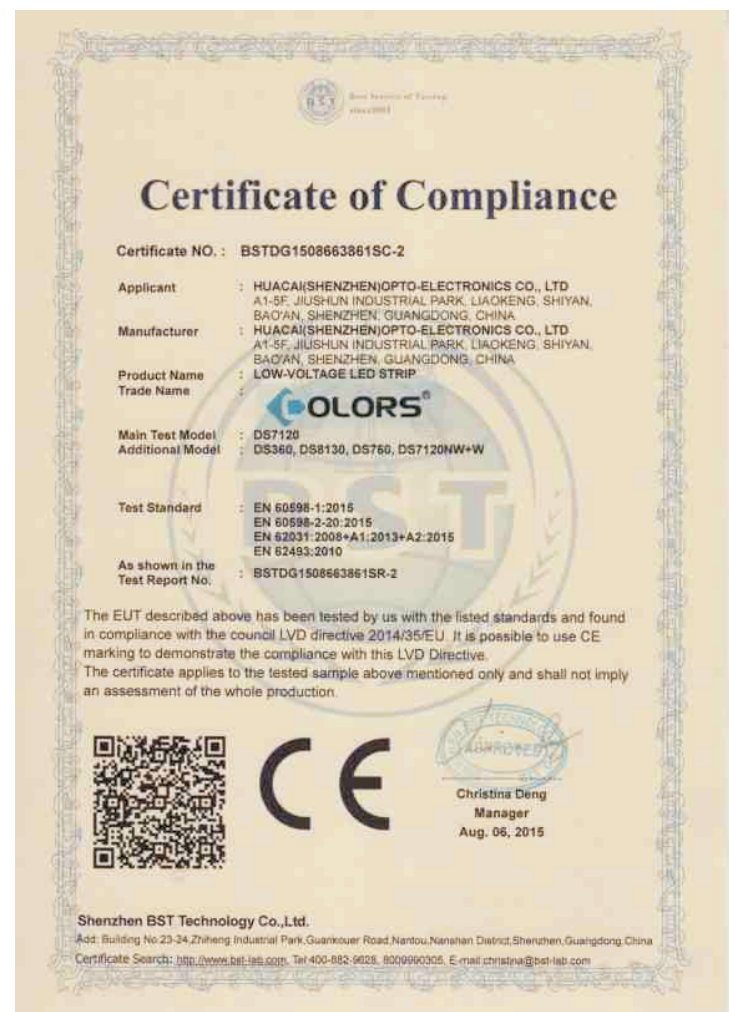 BST
Best Service of Testing
since2003
Certificate of Compliance
Certificate NO. : BSTDG1508663861SC-2
Applicant : HUACAI(SHENZHEN)OPTO-ELECTRONICS CO., LTD
A1-5F, JIUSHUN INDUSTRIAL PARK, LIAOKENG, SHIYAN,
BAO'AN, SHENZHEN, GUANGDONG, CHINA
Manufacturer : HUACAI(SHENZHEN)OPTO-ELECTRONICS CO., LTD
A1-5F, JIUSHUN INDUSTRIAL PARK, LIAOKENG, SHIYAN,
BAO'AN, SHENZHEN, GUANGDONG, CHINA
Product Name : LOW-VOLTAGE LED STRIP
Trade Name : COLORS®
Main Test Model : DS7120
Additional Model : DS360, DS8130, DS760, DS7120NW+W
BST
Test Standard : EN 60598-1:2015
EN 60598-2-20:2015
EN 62031:2008+A1:2013+A2:2015
EN 62493:2010
As shown in the
Test Report No. : BSTDG1508663861SR-2
The EUT described above has been tested by us with the listed standards and found
in compliance with the council LVD directive 2014/35/EU. It is possible to use CE
marking to demonstrate the compliance with this LVD Directive.
The certificate applies to the tested sample above mentioned only and shall not imply
an assessment of the whole production.
CE
APPROVED
Christina Deng
Manager
Aug. 06, 2015
Shenzhen BST Technology Co.,Ltd.
Add: Building No.23-24,Zhiheng Industrial Park,Guankouer Road,Nantou,Nanshan District,Shenzhen,Guangdong,China
Certificate Search: http://www.bst-lab.com, Tel:400-882-9628, 8009990305, E-mail:christina@bst-lab.com